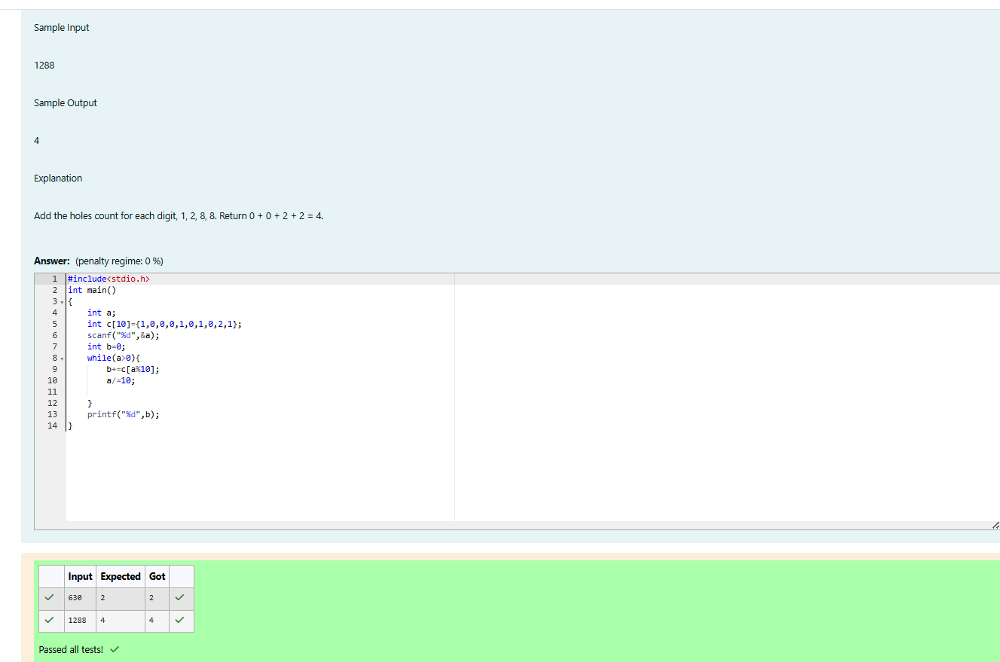 Sample Input
1288
Sample Output
4
Explanation
Add the holes count for each digit, 1, 2, 8, 8. Return 0 + 0 + 2 + 2 = 4.
Answer: (penalty regime: 0 %)
1 #include<stdio.h>
2 int main()
3 {
4     int a;
5     int c[10]={1,0,0,0,1,0,1,0,2,1};
6     scanf("%d",&a);
7     int b=0;
8     while(a>0){
9         b+=c[a%10];
10         a/=10;
11
12     }
13     printf("%d",b);
14 }
Input Expected Got
✓ 630 2 2 ✓
✓ 1288 4 4 ✓
Passed all tests! ✓